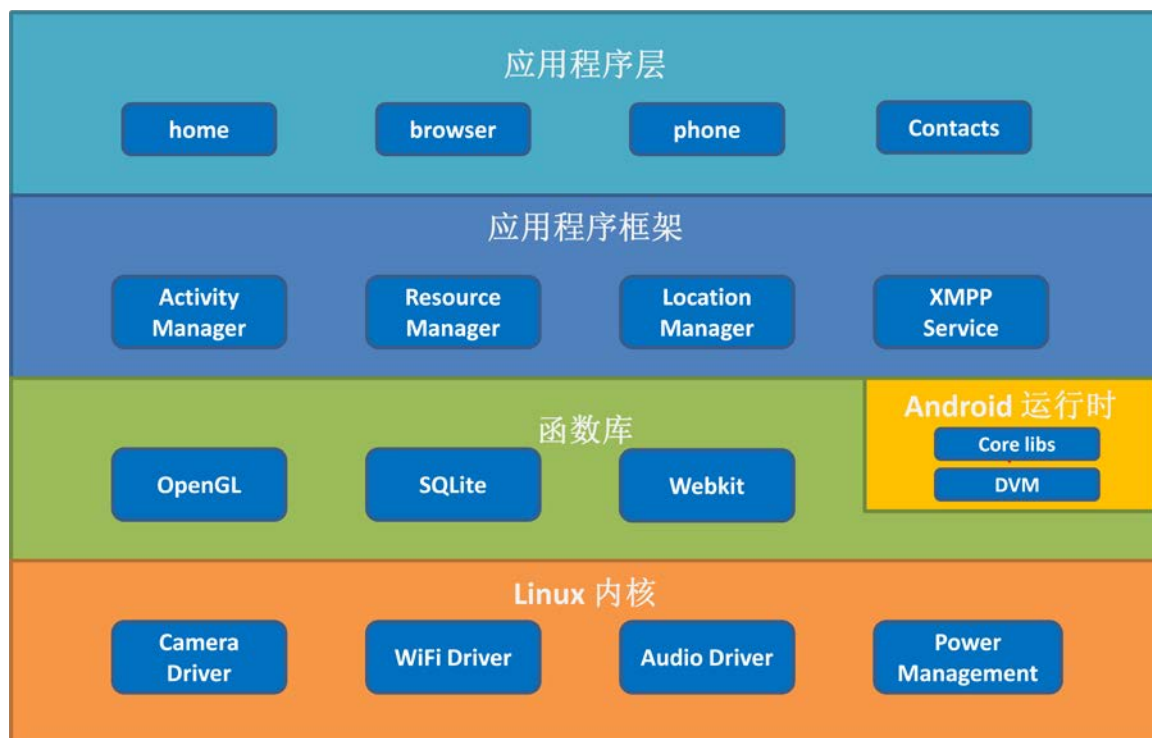 应用程序层
home
browser
phone
Contacts
应用程序框架
Activity
Manager
Resource
Manager
Location
Manager
XMPP
Service
函数库
OpenGL
SQLite
Webkit
Android 运行时
Core libs
DVM
Linux 内核
Camera
Driver
WiFi Driver
Audio Driver
Power
Management